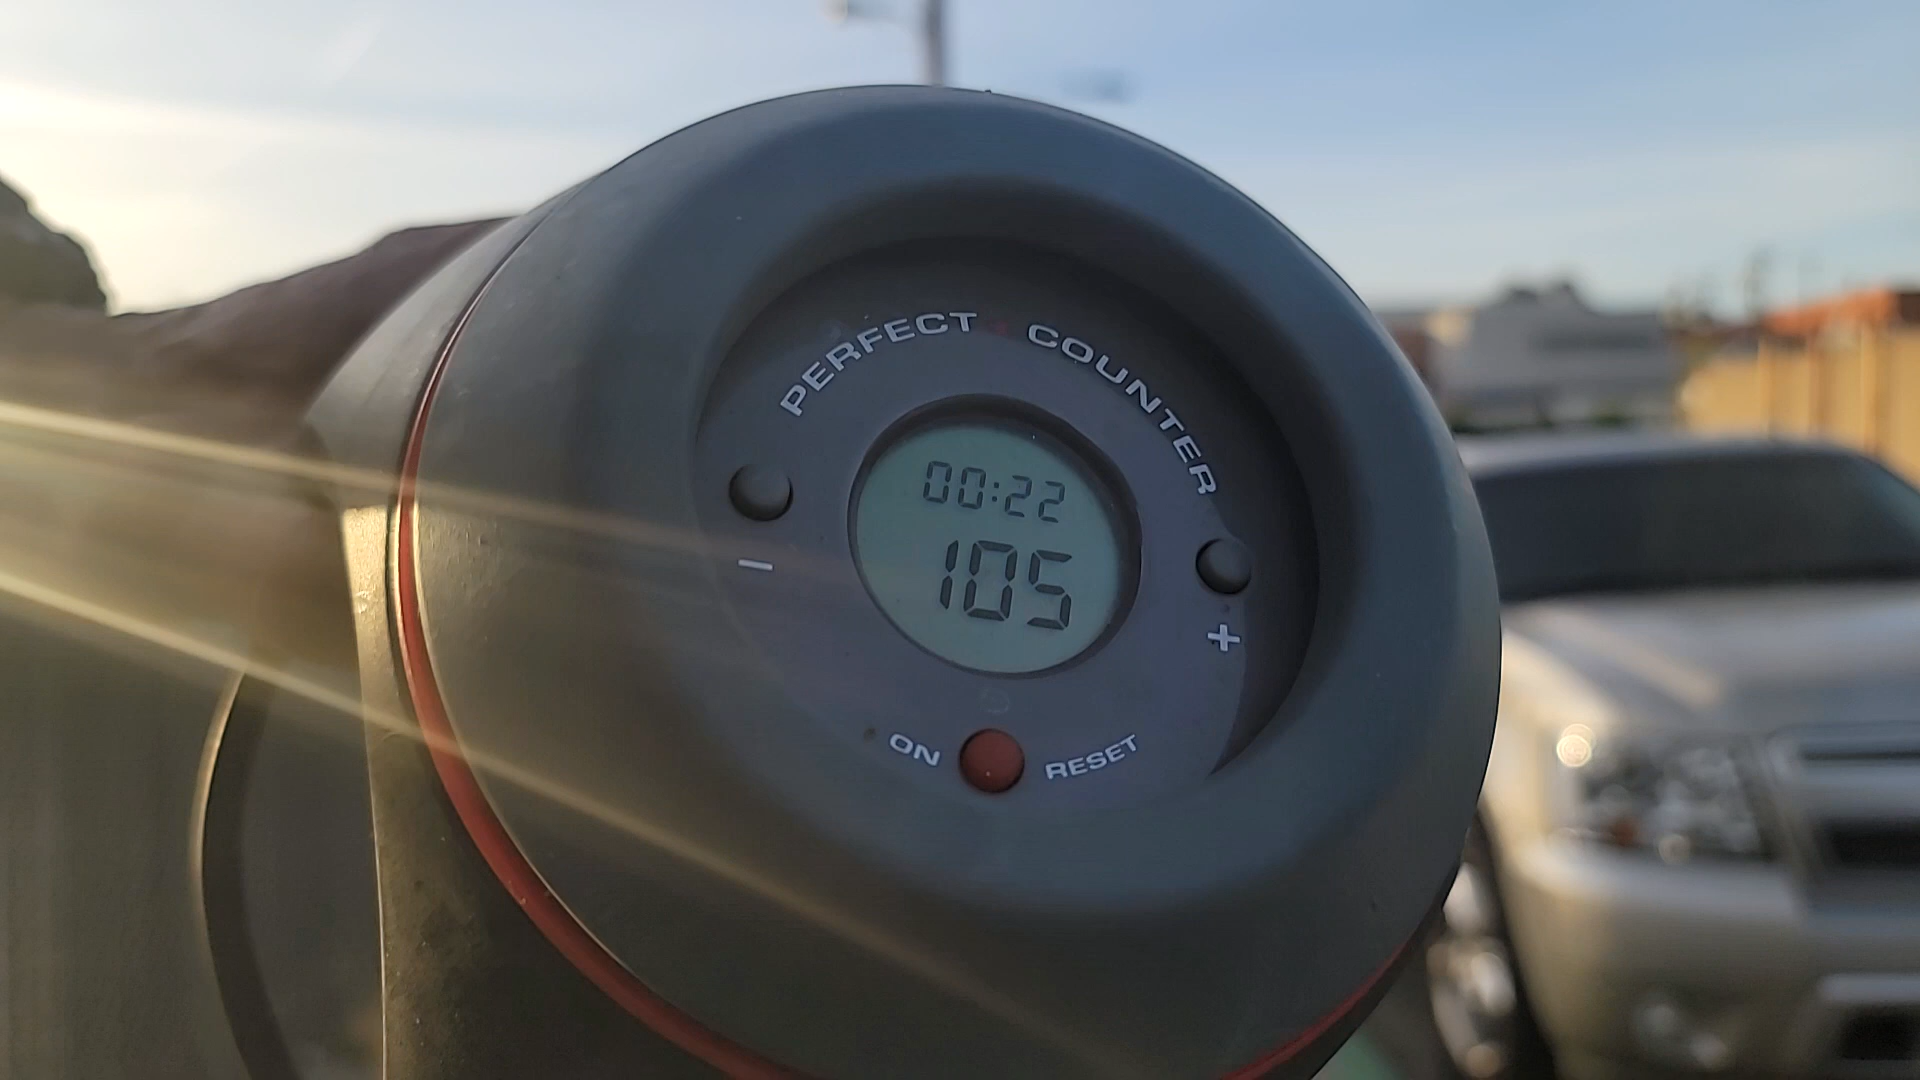 PERFECT COUNTER
00:22
105
−
+
ON RESET